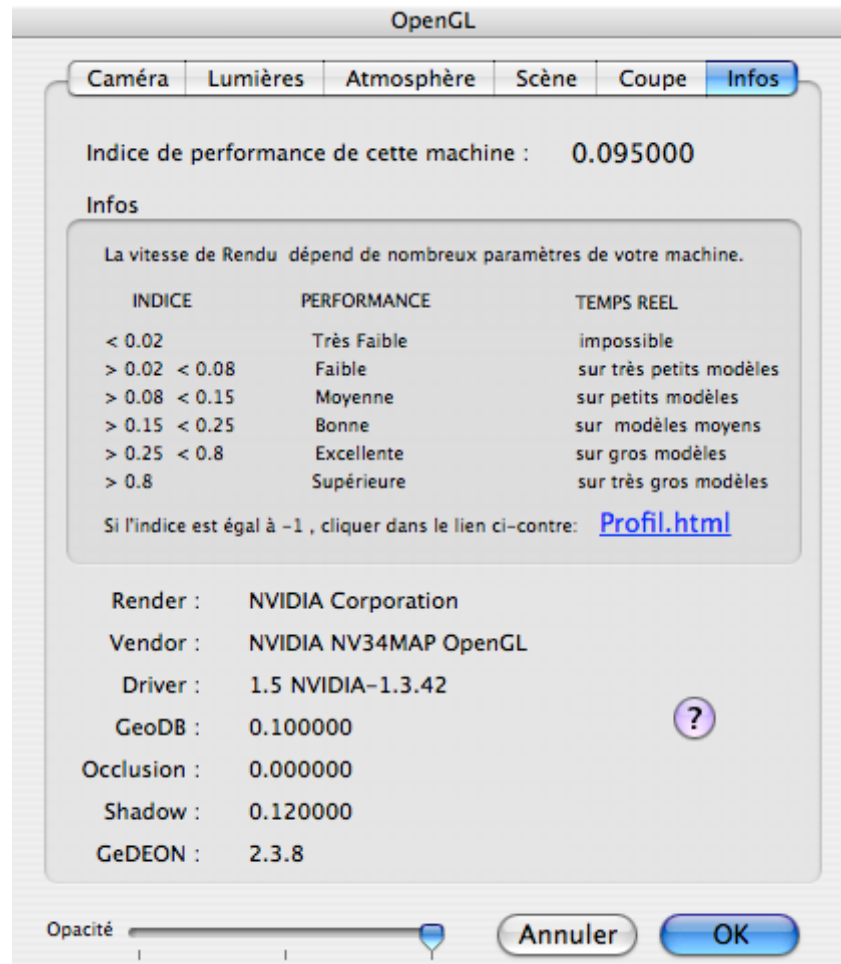 OpenGL
Caméra Lumières Atmosphère Scène Coupe Infos
Indice de performance de cette machine : 0.095000
Infos
La vitesse de Rendu dépend de nombreux paramètres de votre machine.
INDICE PERFORMANCE TEMPS REEL
< 0.02 Très Faible impossible
> 0.02 < 0.08 Faible sur très petits modèles
> 0.08 < 0.15 Moyenne sur petits modèles
> 0.15 < 0.25 Bonne sur modèles moyens
> 0.25 < 0.8 Excellente sur gros modèles
> 0.8 Supérieure sur très gros modèles
Si l'indice est égal à -1 , cliquer dans le lien ci-contre: Profil.html
Render : NVIDIA Corporation
Vendor : NVIDIA NV34MAP OpenGL
Driver : 1.5 NVIDIA-1.3.42
GeoDB : 0.100000
?
Occlusion : 0.000000
Shadow : 0.120000
GeDEON : 2.3.8
Opacité Annuler OK